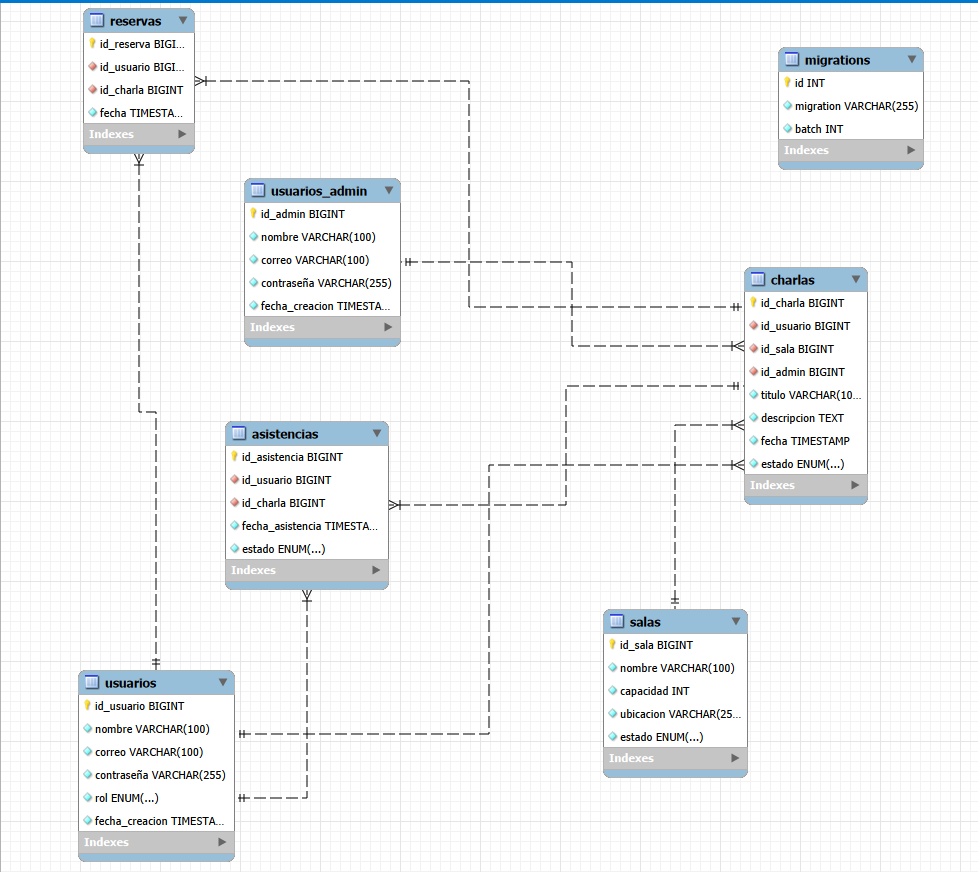 reservas
id_reserva BIGI...
id_usuario BIGI...
id_charla BIGINT
fecha TIMESTA...
Indexes
migrations
id INT
migration VARCHAR(255)
batch INT
Indexes
usuarios_admin
id_admin BIGINT
nombre VARCHAR(100)
correo VARCHAR(100)
contraseña VARCHAR(255)
fecha_creacion TIMESTA...
Indexes
charlas
id_charla BIGINT
id_usuario BIGINT
id_sala BIGINT
id_admin BIGINT
titulo VARCHAR(10...
descripcion TEXT
fecha TIMESTAMP
estado ENUM(...)
Indexes
asistencias
id_asistencia BIGINT
id_usuario BIGINT
id_charla BIGINT
fecha_asistencia TIMESTA...
estado ENUM(...)
Indexes
salas
id_sala BIGINT
nombre VARCHAR(100)
capacidad INT
ubicacion VARCHAR(25...
estado ENUM(...)
Indexes
usuarios
id_usuario BIGINT
nombre VARCHAR(100)
correo VARCHAR(100)
contraseña VARCHAR(255)
rol ENUM(...)
fecha_creacion TIMESTA...
Indexes